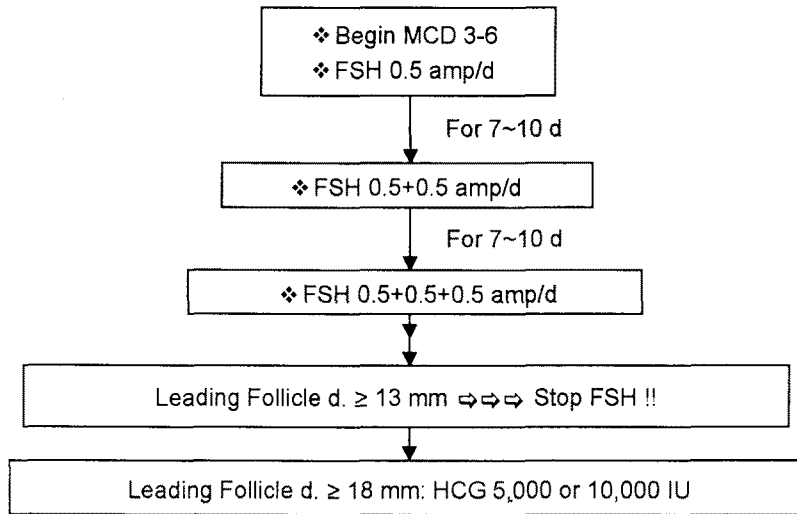 ❖ Begin MCD 3-6
❖ FSH 0.5 amp/d
For 7~10 d
❖ FSH 0.5+0.5 amp/d
For 7~10 d
❖ FSH 0.5+0.5+0.5 amp/d
Leading Follicle d. ≥ 13 mm ⇨⇨⇨ Stop FSH !!
Leading Follicle d. ≥ 18 mm: HCG 5,000 or 10,000 IU